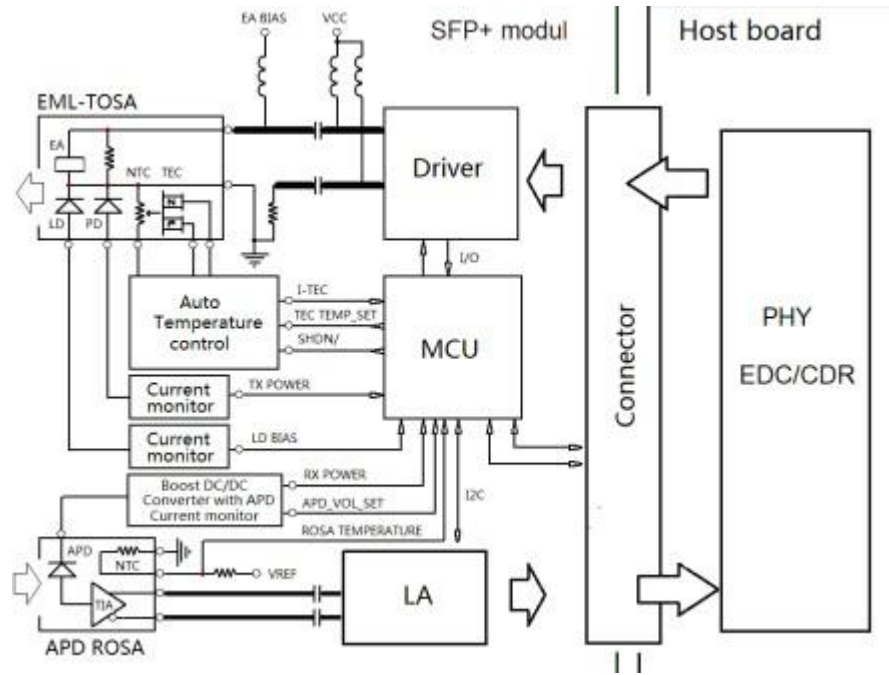 EA BIAS
VCC
SFP+ modul
Host board
EML-TOSA
EA
NTC
TEC
LD
PD
Driver
I/O
Auto
Temperature
control
I-TEC
TEC TEMP_SET
SHDN/
MCU
Connector
PHY
EDC/CDR
Current
monitor
TX POWER
Current
monitor
LD BIAS
Boost DC/DC
Converter with APD
Current monitor
RX POWER
APD_VOL_SET
I2C
ROSA TEMPERATURE
APD
NTC
VREF
TIA
LA
APD ROSA